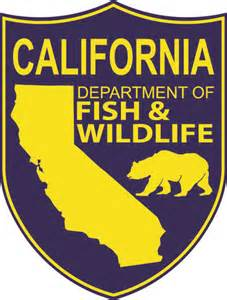 CALIFORNIA
DEPARTMENT OF
FISH &
WILDLIFE